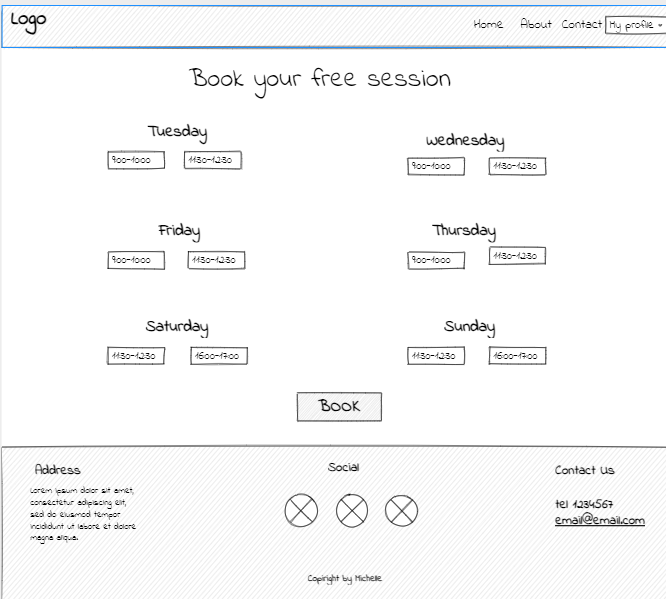 Logo
Home About Contact My profile
Book your free session
Tuesday
900-1000 1130-1230
Wednesday
900-1000 1130-1230
Friday
900-1000 1130-1230
Thursday
900-1000 1130-1230
Saturday
1130-1230 1600-1700
Sunday
1130-1230 1600-1700
Book
Address
Lorem ipsum dolor sit amet,
consectetur adipiscing elit,
sed do eiusmod tempor
incididunt ut labore et dolore
magna aliqua.
Social
Contact Us
tel 1234567
email@email.com
Copiright by Michelle